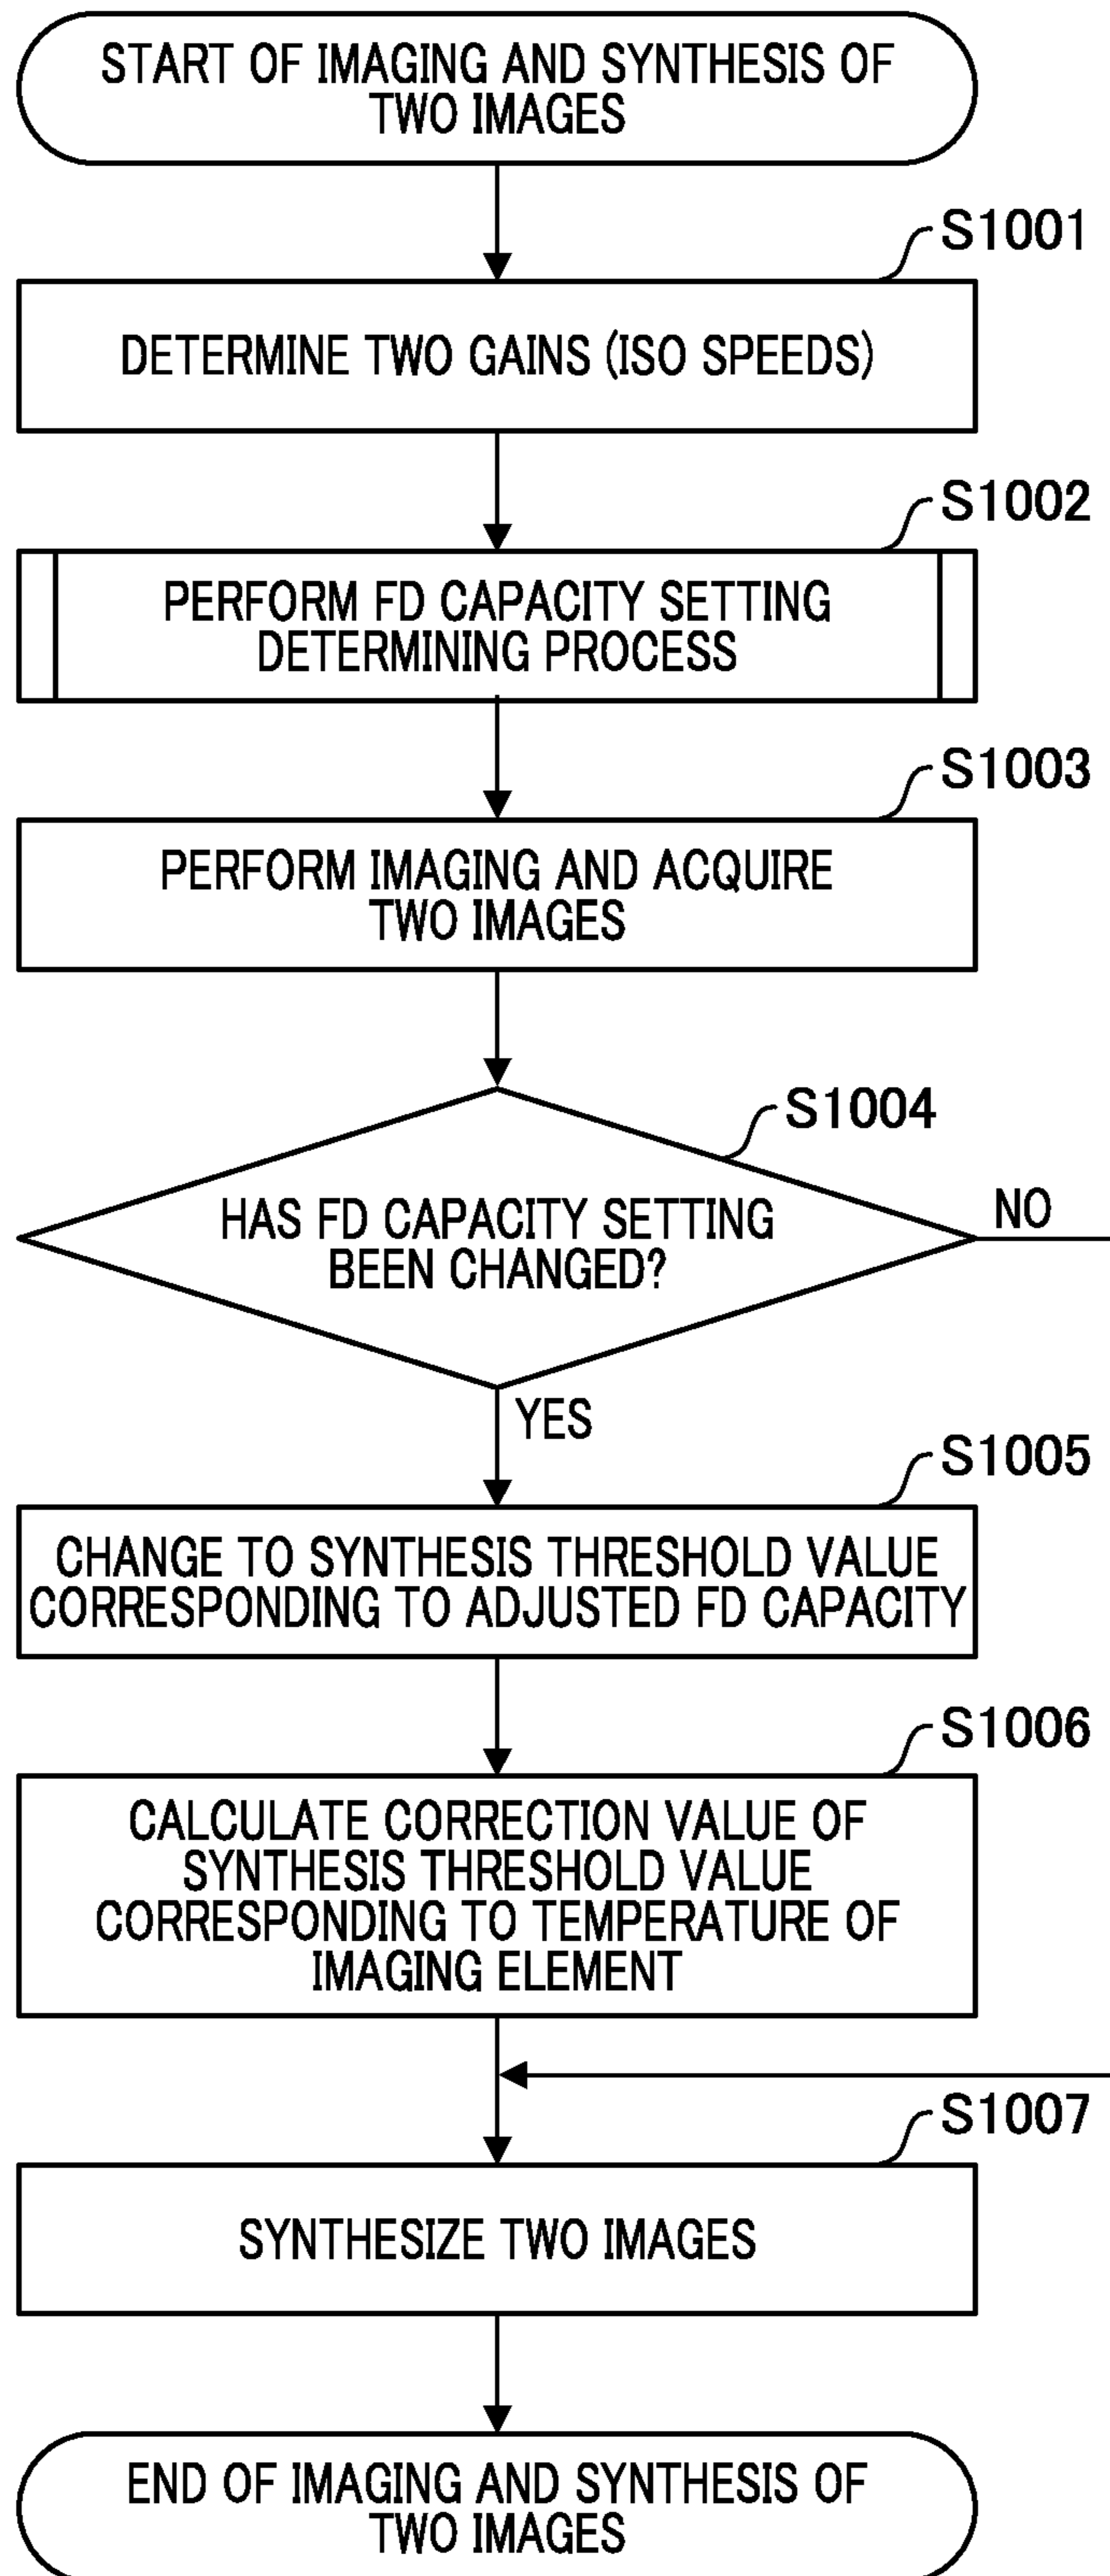 START OF IMAGING AND SYNTHESIS OF
TWO IMAGES
S1001
DETERMINE TWO GAINS (ISO SPEEDS)
S1002
PERFORM FD CAPACITY SETTING
DETERMINING PROCESS
S1003
PERFORM IMAGING AND ACQUIRE
TWO IMAGES
S1004
HAS FD CAPACITY SETTING
BEEN CHANGED?
NO
YES
S1005
CHANGE TO SYNTHESIS THRESHOLD VALUE
CORRESPONDING TO ADJUSTED FD CAPACITY
S1006
CALCULATE CORRECTION VALUE OF
SYNTHESIS THRESHOLD VALUE
CORRESPONDING TO TEMPERATURE OF
IMAGING ELEMENT
S1007
SYNTHESIZE TWO IMAGES
END OF IMAGING AND SYNTHESIS OF
TWO IMAGES